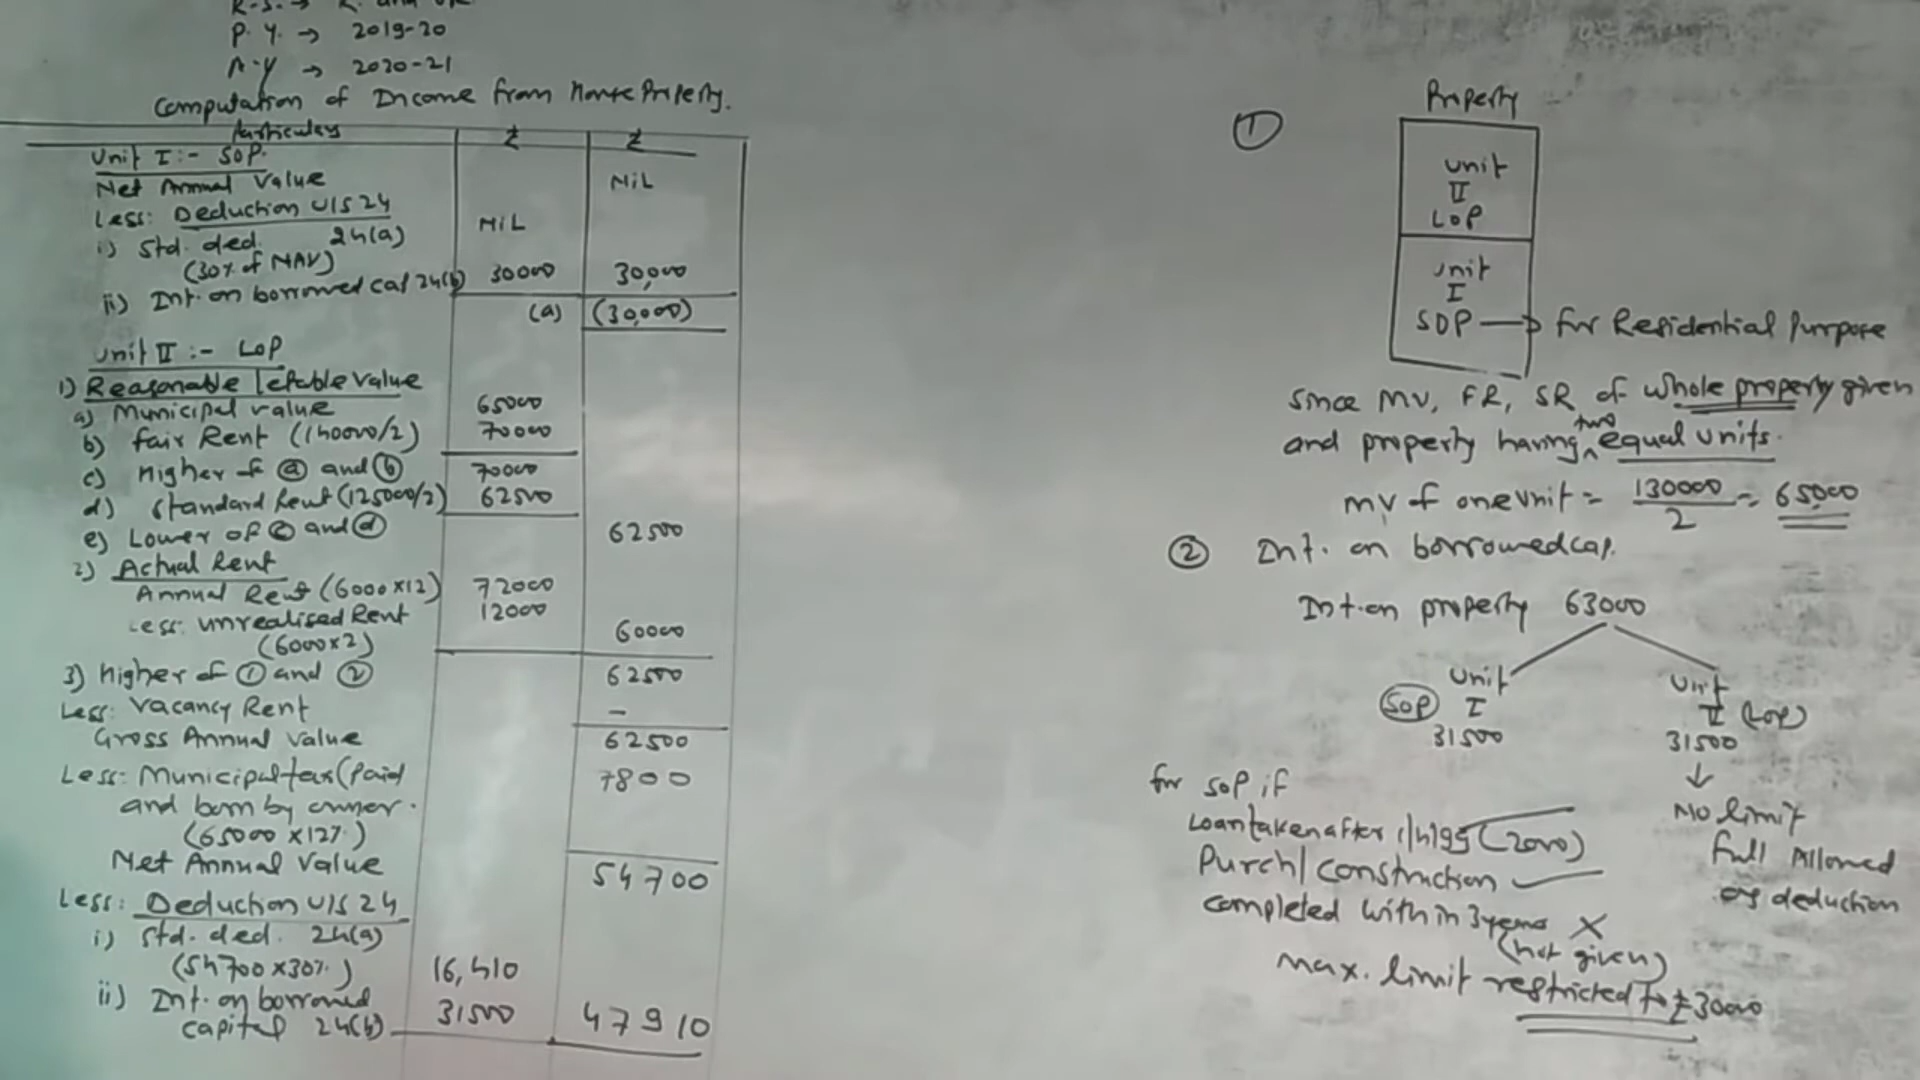 P.Y. → 2019-20
A.Y → 2020-21
Computation of Income from House Property.
Particulars ₹ ₹
Unit I :- SOP.
Net Annual Value NiL
Less: Deduction U/S 24
i) Std. ded. 24(a) NiL
(30% of NAV)
ii) Int. on borrowed cap 24(b) 30000 30,000
(a) (30,000)
Unit II :- LOP
1) Reasonable letable value
a) Municipal value 65000
b) fair Rent (140000/2) 70000
c) Higher of ⓐ and ⓑ 70000
d) Standard Rent (125000/2) 62500
e) Lower of ⓒ and ⓓ 62500
2) Actual Rent
Annual Rent (6000×12) 72000
Less: unrealised Rent 12000
(6000×2) 60000
3) Higher of ① and ② 62500
Less: Vacancy Rent -
Gross Annual Value 62500
Less: Municipal tax (Paid 7800
and born by owner.
(65000 ×12%)
Net Annual Value 54700
Less: Deduction U/S 24
i) Std. ded. 24(a)
(54700×30%) 16,410
ii) Int. on borrowed 31500 47910
capital 24(b)
① Property
Unit
II
LOP
Unit
I
SOP → for Residential Purpose
Since MV, FR, SR of whole property given
and property having two equal units.
MV of one unit = 130000/2 = 65,000
② Int. on borrowed cap.
Int. on property 63000
Unit Unit
SOP I II (LOP)
31500 31500
↓
No limit
full Allowed
as deduction
for SOP if
Loan taken after 1/4/99 (2000)
Purch/construction
completed within 3 years X
(not given)
Max. limit restricted to ₹30000